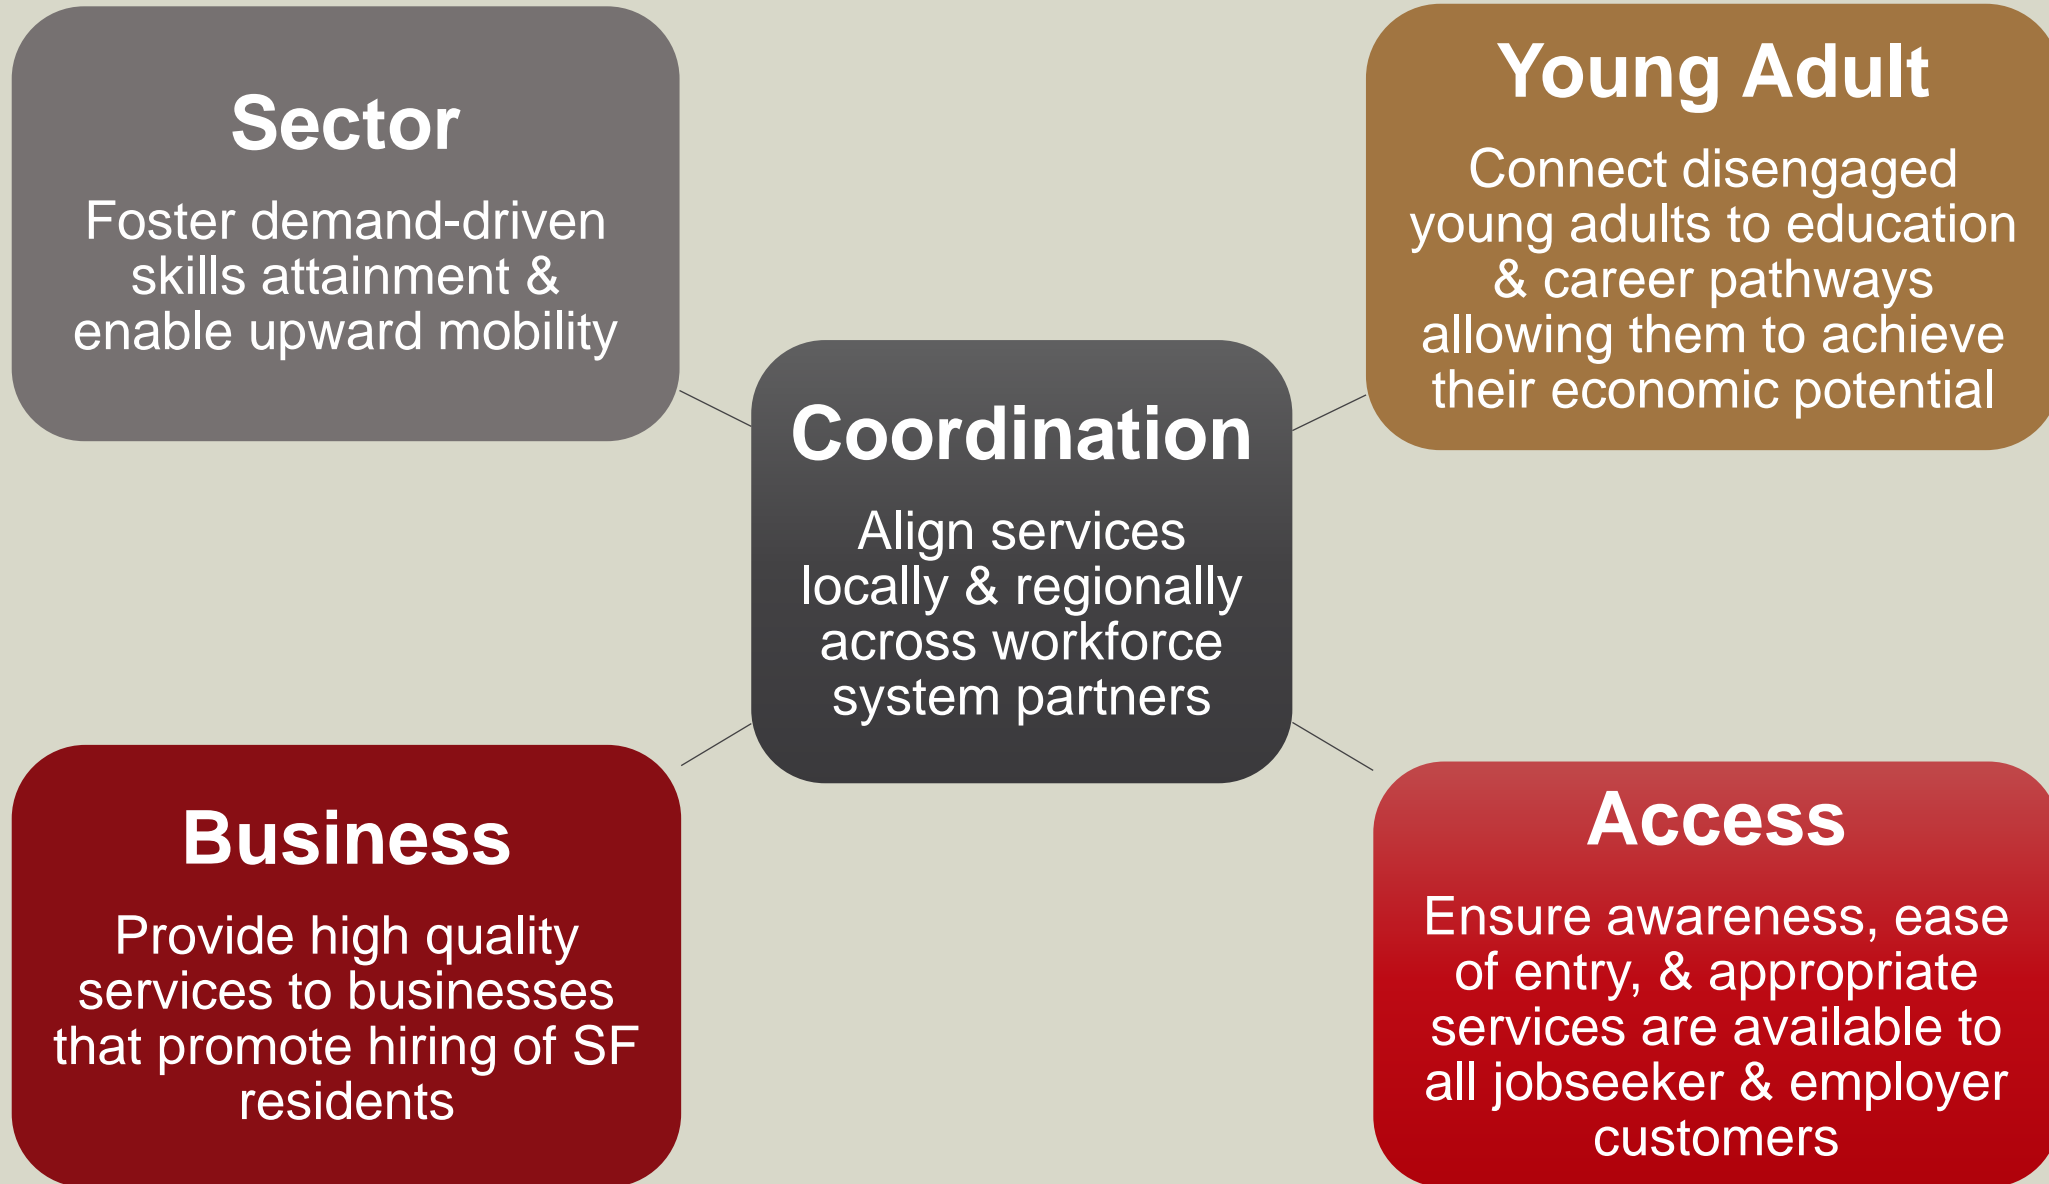 Sector
Foster demand-driven
skills attainment &
enable upward mobility
Young Adult
Connect disengaged
young adults to education
& career pathways
allowing them to achieve
their economic potential
Coordination
Align services
locally & regionally
across workforce
system partners
Business
Provide high quality
services to businesses
that promote hiring of SF
residents
Access
Ensure awareness, ease
of entry, & appropriate
services are available to
all jobseeker & employer
customers